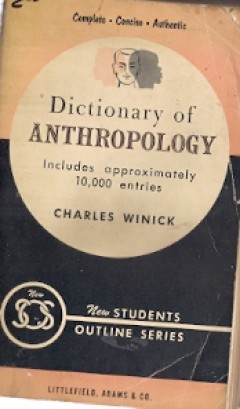 Complete - Concise - Authentic
Dictionary of
ANTHROPOLOGY
Includes approximately
10,000 entries
CHARLES WINICK
New
SOS
New STUDENTS
OUTLINE SERIES
LITTLEFIELD, ADAMS & CO.